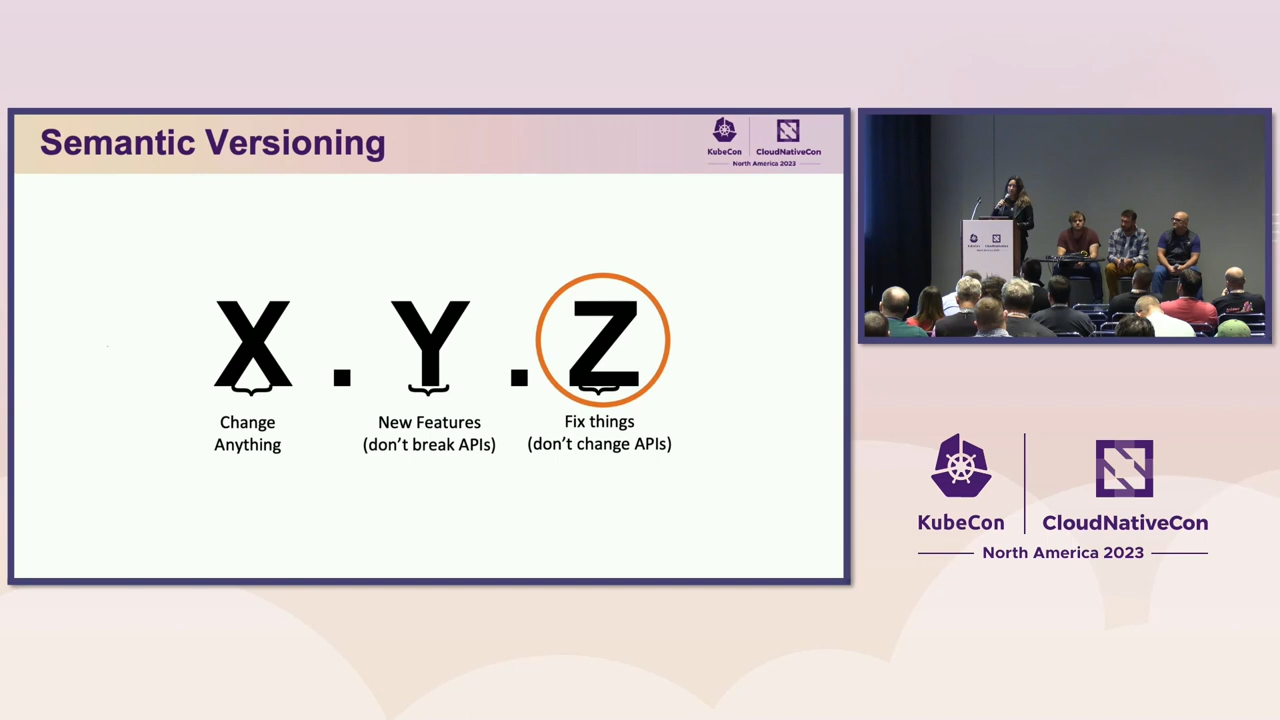 Semantic Versioning
KubeCon
CloudNativeCon
North America 2023
X . Y . Z
Change
Anything
New Features
(don't break APIs)
Fix things
(don't change APIs)
KubeCon
CloudNativeCon
North America 2023